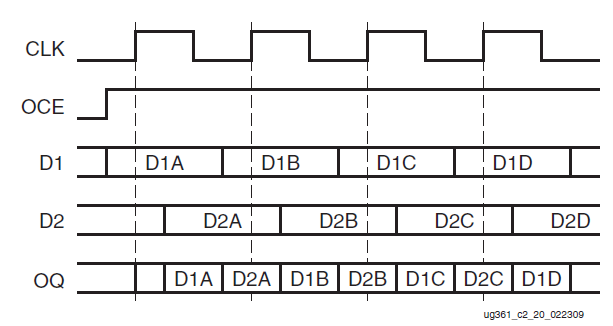 CLK
OCE
D1 D1A D1B D1C D1D
D2 D2A D2B D2C D2D
OQ D1A D2A D1B D2B D1C D2C D1D
ug361_c2_20_022309